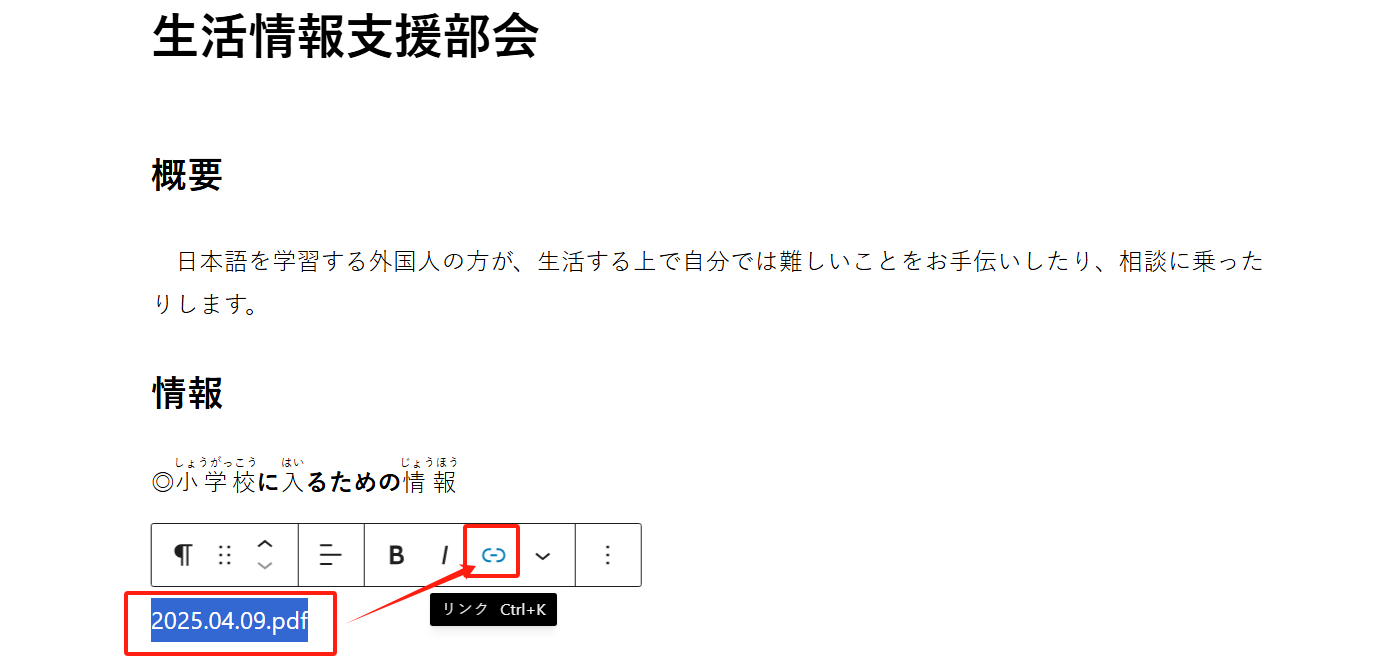 生活情報支援部会
概要
日本語を学習する外国人の方が、生活する上で自分では難しいことをお手伝いしたり、相談に乗った
りします。
情報
しょうがっこう はい じょうほう
◎小学校に入るための情報
B I
リンク Ctrl+K
2025.04.09.pdf